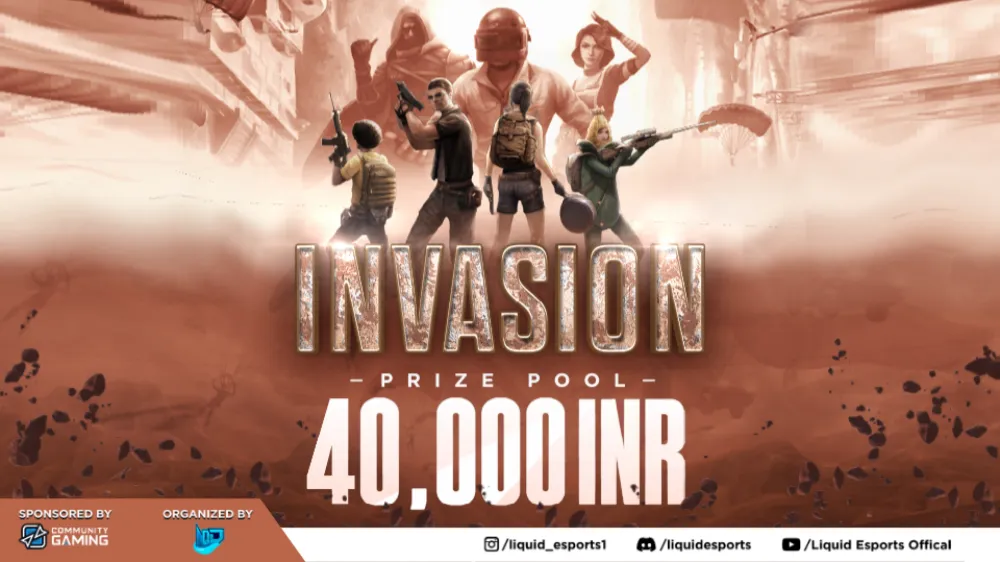 INVASION
– PRIZE POOL –
40,000 INR
SPONSORED BY
COMMUNITY
GAMING
ORGANIZED BY
/liquid_esports1
/liquidesports
/Liquid Esports Offical